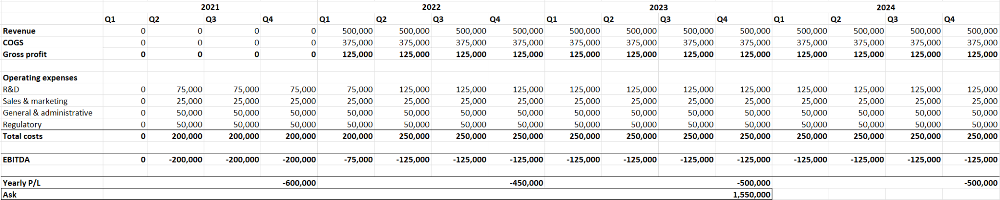 2021 2022 2023 2024
Q1 Q2 Q3 Q4 Q1 Q2 Q3 Q4 Q1 Q2 Q3 Q4 Q1 Q2 Q3 Q4
Revenue 0 0 0 0 500,000 500,000 500,000 500,000 500,000 500,000 500,000 500,000 500,000 500,000 500,000 500,000
COGS 0 0 0 0 375,000 375,000 375,000 375,000 375,000 375,000 375,000 375,000 375,000 375,000 375,000 375,000
Gross profit 0 0 0 0 125,000 125,000 125,000 125,000 125,000 125,000 125,000 125,000 125,000 125,000 125,000 125,000
Operating expenses
R&D 0 75,000 75,000 75,000 75,000 125,000 125,000 125,000 125,000 125,000 125,000 125,000 125,000 125,000 125,000 125,000
Sales & marketing 0 25,000 25,000 25,000 25,000 25,000 25,000 25,000 25,000 25,000 25,000 25,000 25,000 25,000 25,000 25,000
General & administrative 0 50,000 50,000 50,000 50,000 50,000 50,000 50,000 50,000 50,000 50,000 50,000 50,000 50,000 50,000 50,000
Regulatory 0 50,000 50,000 50,000 50,000 50,000 50,000 50,000 50,000 50,000 50,000 50,000 50,000 50,000 50,000 50,000
Total costs 0 200,000 200,000 200,000 200,000 250,000 250,000 250,000 250,000 250,000 250,000 250,000 250,000 250,000 250,000 250,000
EBITDA 0 -200,000 -200,000 -200,000 -75,000 -125,000 -125,000 -125,000 -125,000 -125,000 -125,000 -125,000 -125,000 -125,000 -125,000 -125,000
Yearly P/L -600,000 -450,000 -500,000 -500,000
Ask 1,550,000